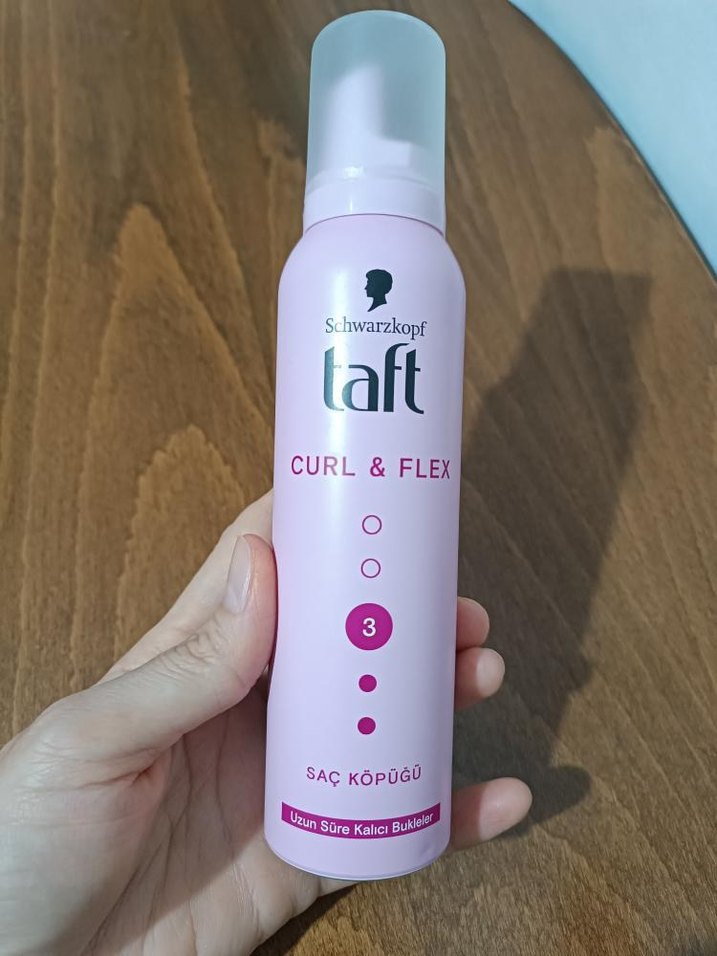 Schwarzkopf
taft
CURL & FLEX
3
SAÇ KÖPÜĞÜ
Uzun Süre Kalıcı Bukleler